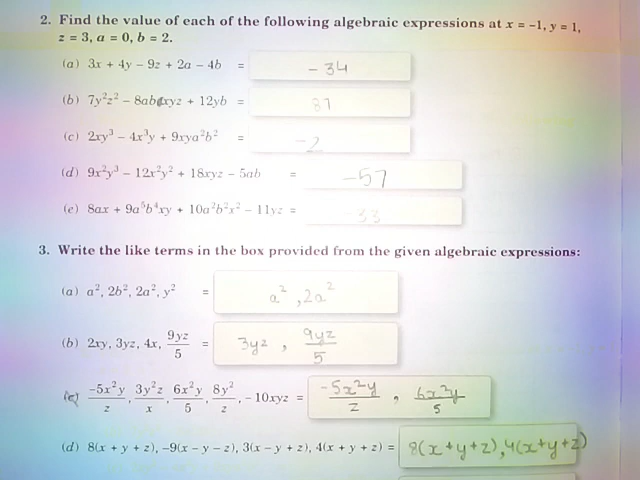 2. Find the value of each of the following algebraic expressions at x = -1, y = 1,
z = 3, a = 0, b = 2.
(a) 3x + 4y - 9z + 2a - 4b = -34
(b) 7y²z² - 8abxyz + 12yb = 87
(c) 2xy³ - 4x³y + 9xya²b² = -2
(d) 9x²y³ - 12x²y² + 18xyz - 5ab = -57
(e) 8ax + 9a⁵b⁴xy + 10a²b²x² - 11yz = -33
3. Write the like terms in the box provided from the given algebraic expressions:
(a) a², 2b², 2a², y² = a², 2a²
(b) 2xy, 3yz, 4x, 9yz/5 = 3yz, 9yz/5
(c) -5x²y/z, 3y²z/x, 6x²y/5, 8y²/z, -10xyz = -5x²y/z, 6x²y/5
(d) 8(x + y + z), -9(x - y - z), 3(x - y + z), 4(x + y + z) = 8(x+y+z), 4(x+y+z)